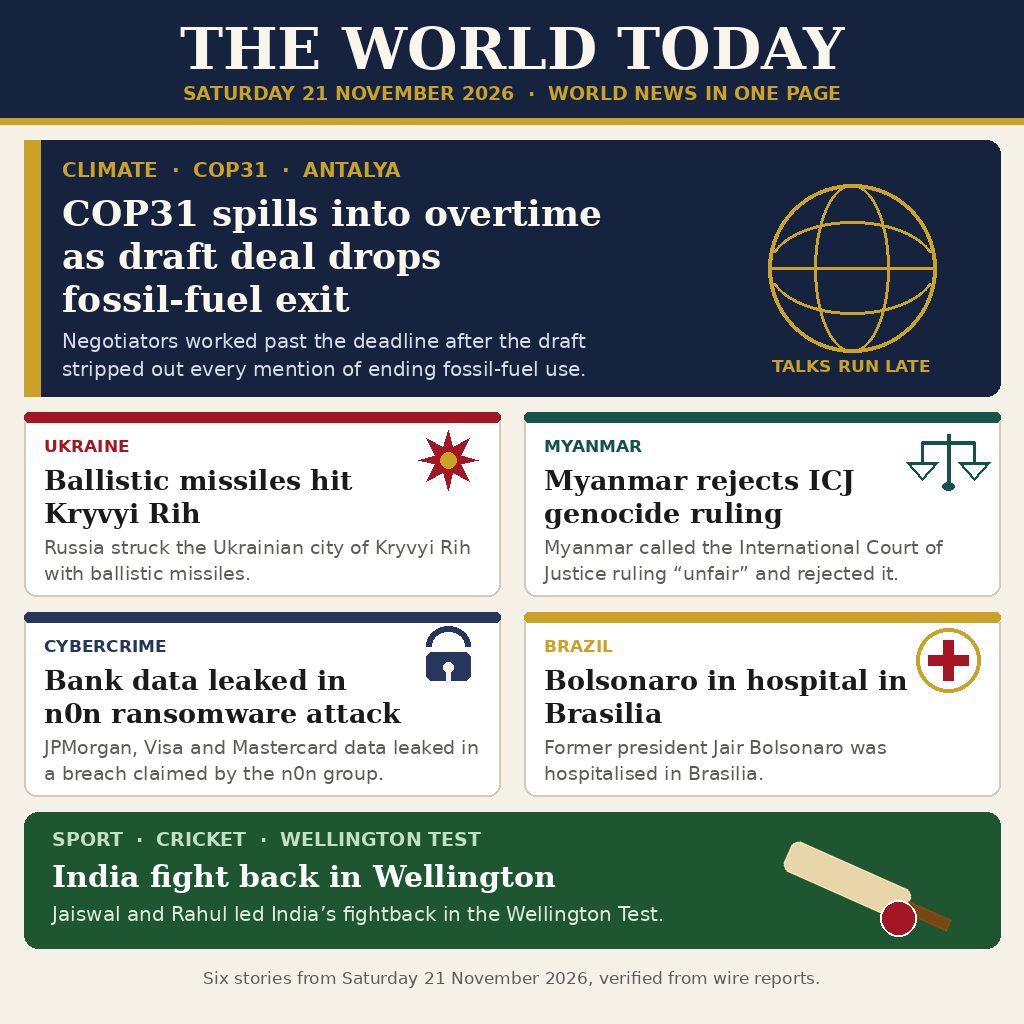 THE WORLD TODAY
SATURDAY 21 NOVEMBER 2026 · WORLD NEWS IN ONE PAGE
CLIMATE · COP31 · ANTALYA
COP31 spills into overtime
as draft deal drops
fossil-fuel exit
Negotiators worked past the deadline after the draft
stripped out every mention of ending fossil-fuel use.
TALKS RUN LATE
UKRAINE
Ballistic missiles hit
Kryvyi Rih
Russia struck the Ukrainian city of Kryvyi Rih
with ballistic missiles.
MYANMAR
Myanmar rejects ICJ
genocide ruling
Myanmar called the International Court of
Justice ruling “unfair” and rejected it.
CYBERCRIME
Bank data leaked in
n0n ransomware attack
JPMorgan, Visa and Mastercard data leaked in
a breach claimed by the n0n group.
BRAZIL
Bolsonaro in hospital in
Brasilia
Former president Jair Bolsonaro was
hospitalised in Brasilia.
SPORT · CRICKET · WELLINGTON TEST
India fight back in Wellington
Jaiswal and Rahul led India’s fightback in the Wellington Test.
Six stories from Saturday 21 November 2026, verified from wire reports.